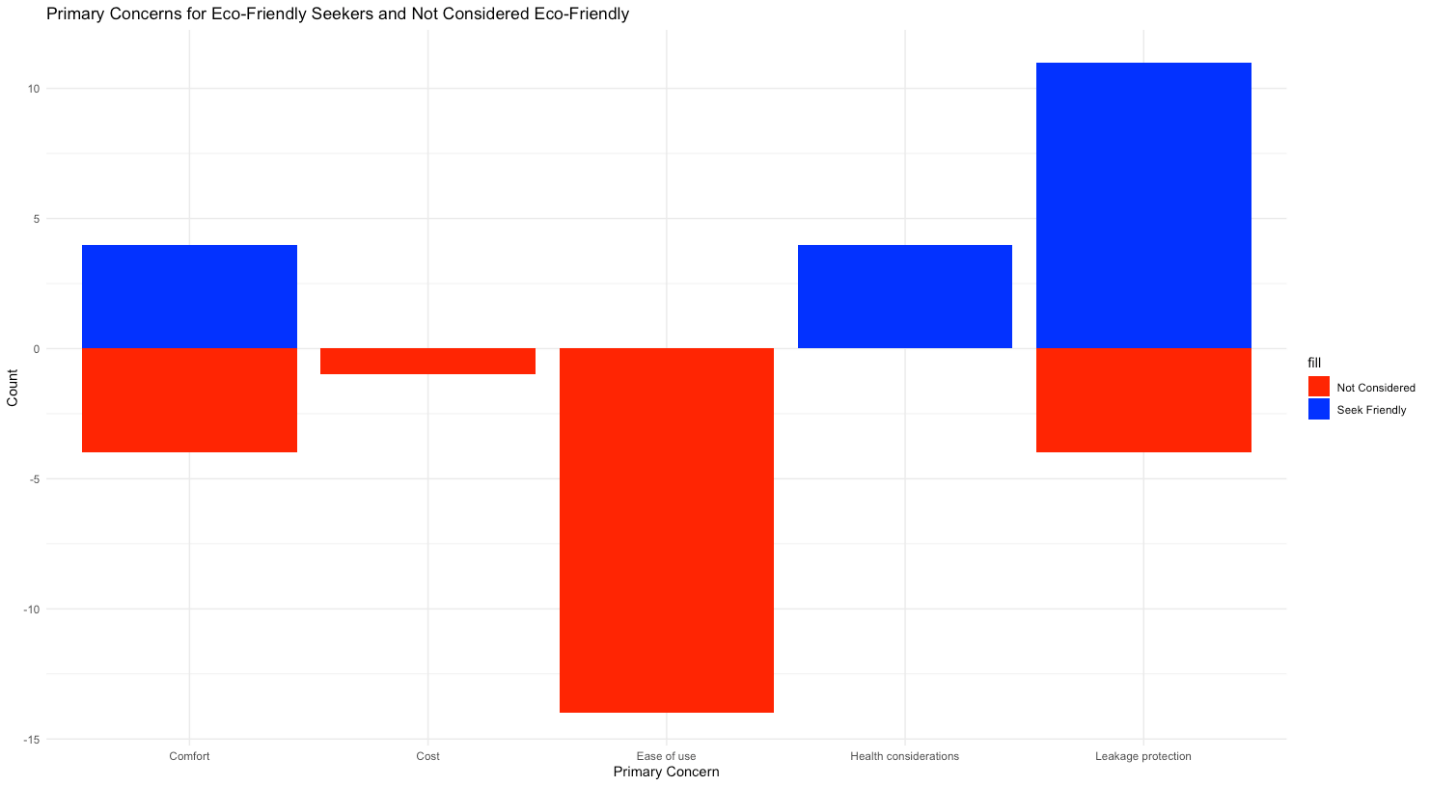 Primary Concerns for Eco-Friendly Seekers and Not Considered Eco-Friendly
Count
10
5
0
-5
-10
-15
Comfort
Cost
Ease of use
Health considerations
Leakage protection
Primary Concern
fill
Not Considered
Seek Friendly